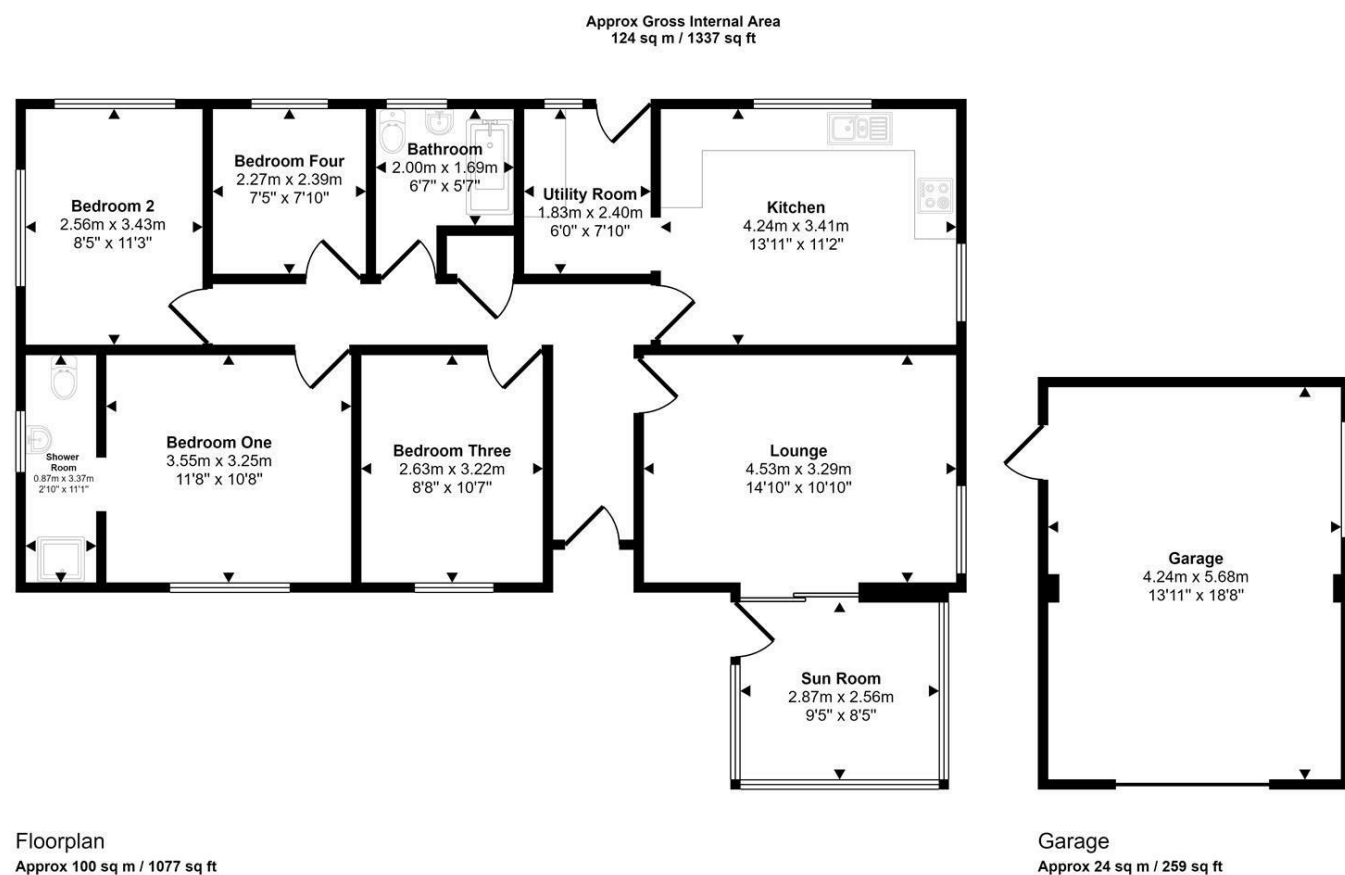 Approx Gross Internal Area
124 sq m / 1337 sq ft
Bedroom 2
2.56m x 3.43m
8'5" x 11'3"
Bedroom Four
2.27m x 2.39m
7'5" x 7'10"
Bathroom
2.00m x 1.69m
6'7" x 5'7"
Utility Room
1.83m x 2.40m
6'0" x 7'10"
Kitchen
4.24m x 3.41m
13'11" x 11'2"
Shower
Room
0.87m x 3.37m
2'10" x 11'1"
Bedroom One
3.55m x 3.25m
11'8" x 10'8"
Bedroom Three
2.63m x 3.22m
8'8" x 10'7"
Lounge
4.53m x 3.29m
14'10" x 10'10"
Sun Room
2.87m x 2.56m
9'5" x 8'5"
Garage
4.24m x 5.68m
13'11" x 18'8"
Floorplan
Approx 100 sq m / 1077 sq ft
Garage
Approx 24 sq m / 259 sq ft